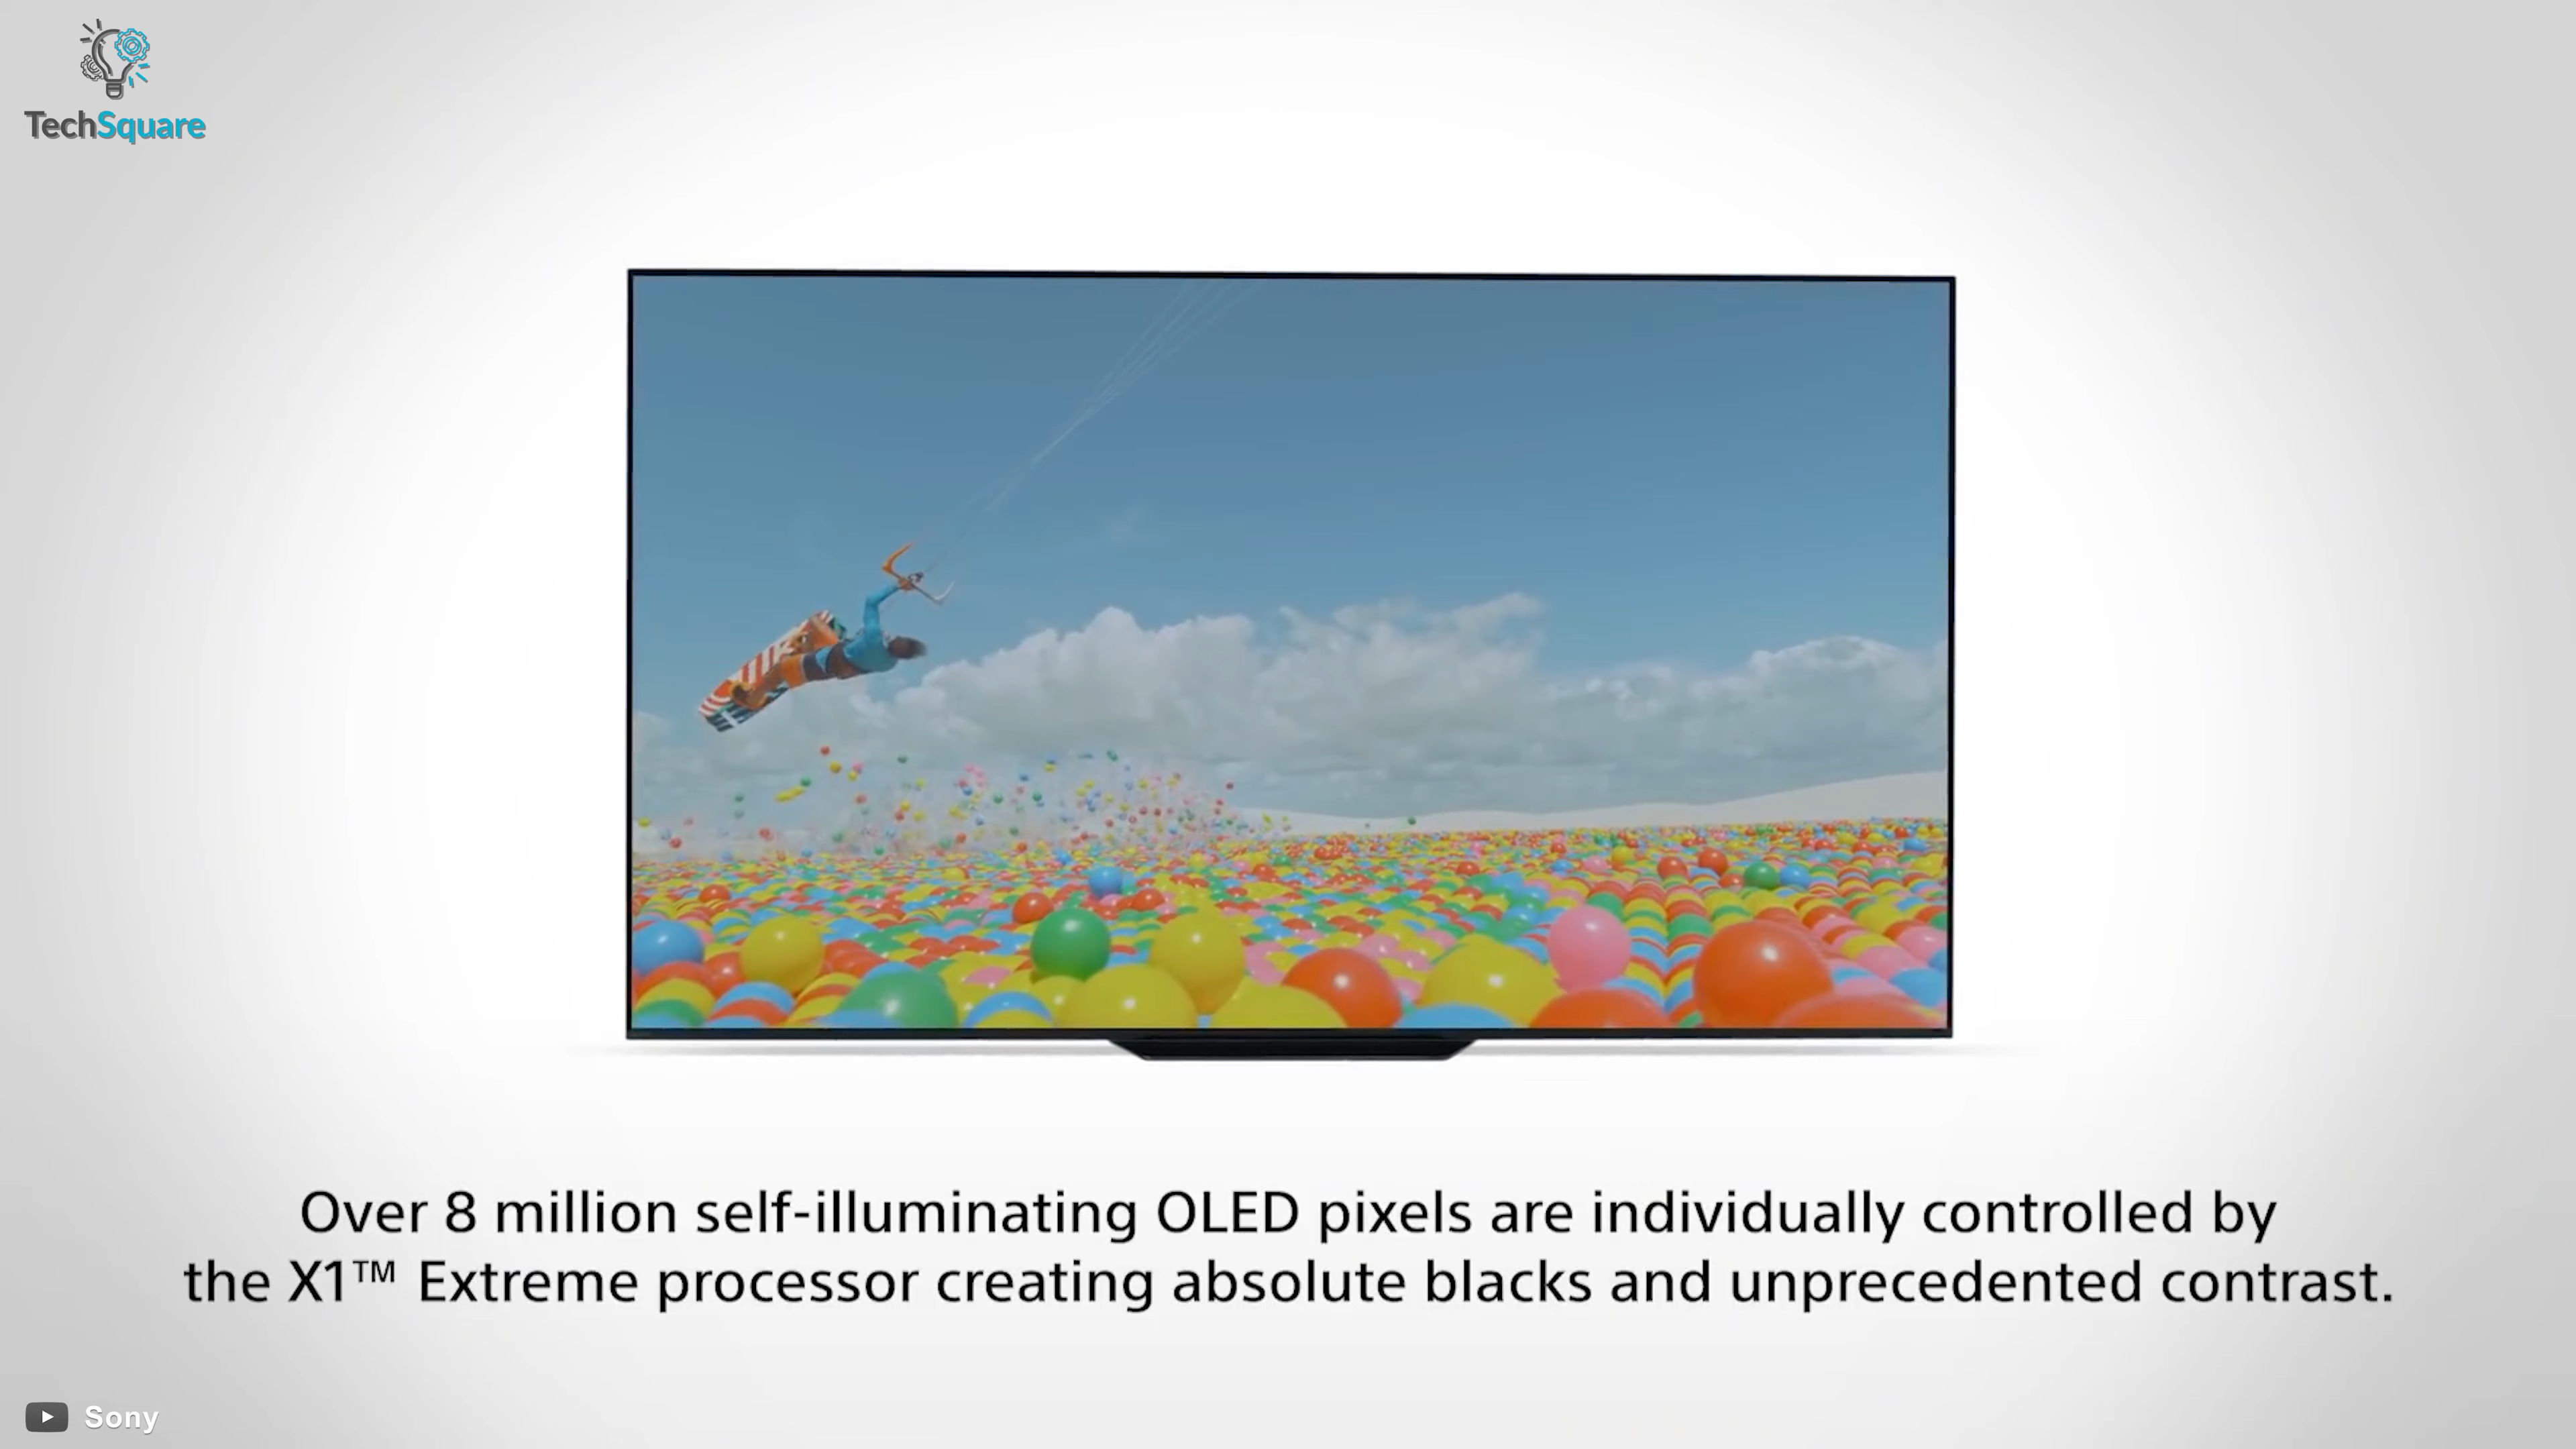 TechSquare
Over 8 million self-illuminating OLED pixels are individually controlled by
the X1™ Extreme processor creating absolute blacks and unprecedented contrast.
Sony